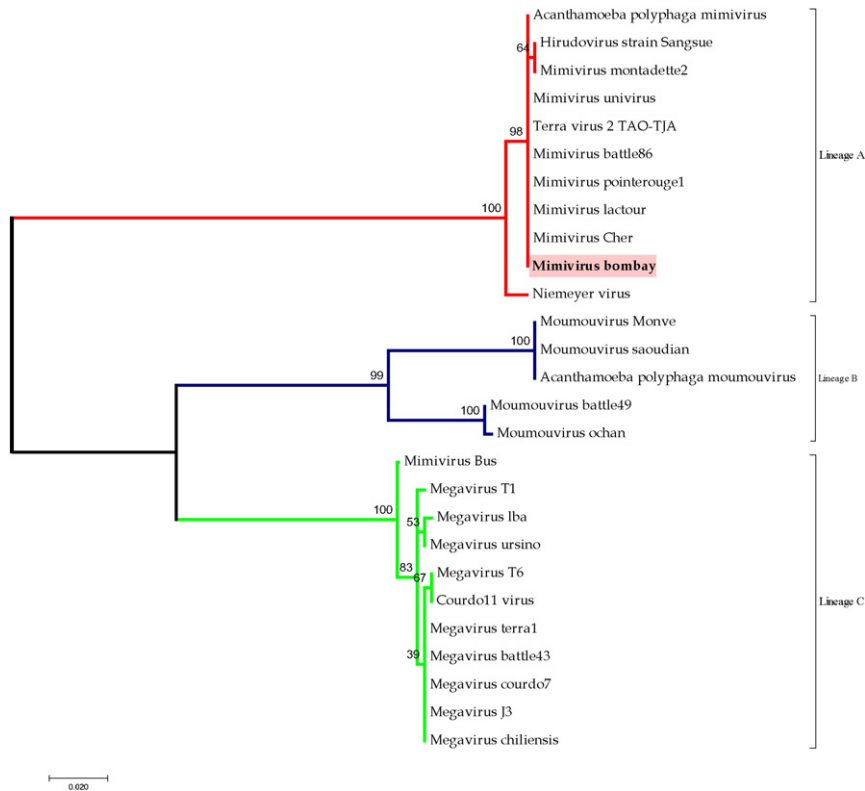 Acanthamoeba polyphaga mimivirus
64
Hirudovirus strain Sangsue
Mimivirus montadette2
Mimivirus univirus
Terra virus 2 TAO-TJA
98
Mimivirus battle86
Lineage A
Mimivirus pointerouge1
100
Mimivirus lactour
Mimivirus Cher
Mimivirus bombay
Niemeyer virus
Moumouvirus Monve
100
Moumouvirus saoudian
99
Acanthamoeba polyphaga moumouvirus
Lineage B
100
Moumouvirus battle49
Moumouvirus ochan
Mimivirus Bus
Megavirus T1
100
53
Megavirus lba
Megavirus ursino
83
67
Megavirus T6
Courdo11 virus
Lineage C
Megavirus terra1
39
Megavirus battle43
Megavirus courdo7
Megavirus J3
Megavirus chiliensis
0.020